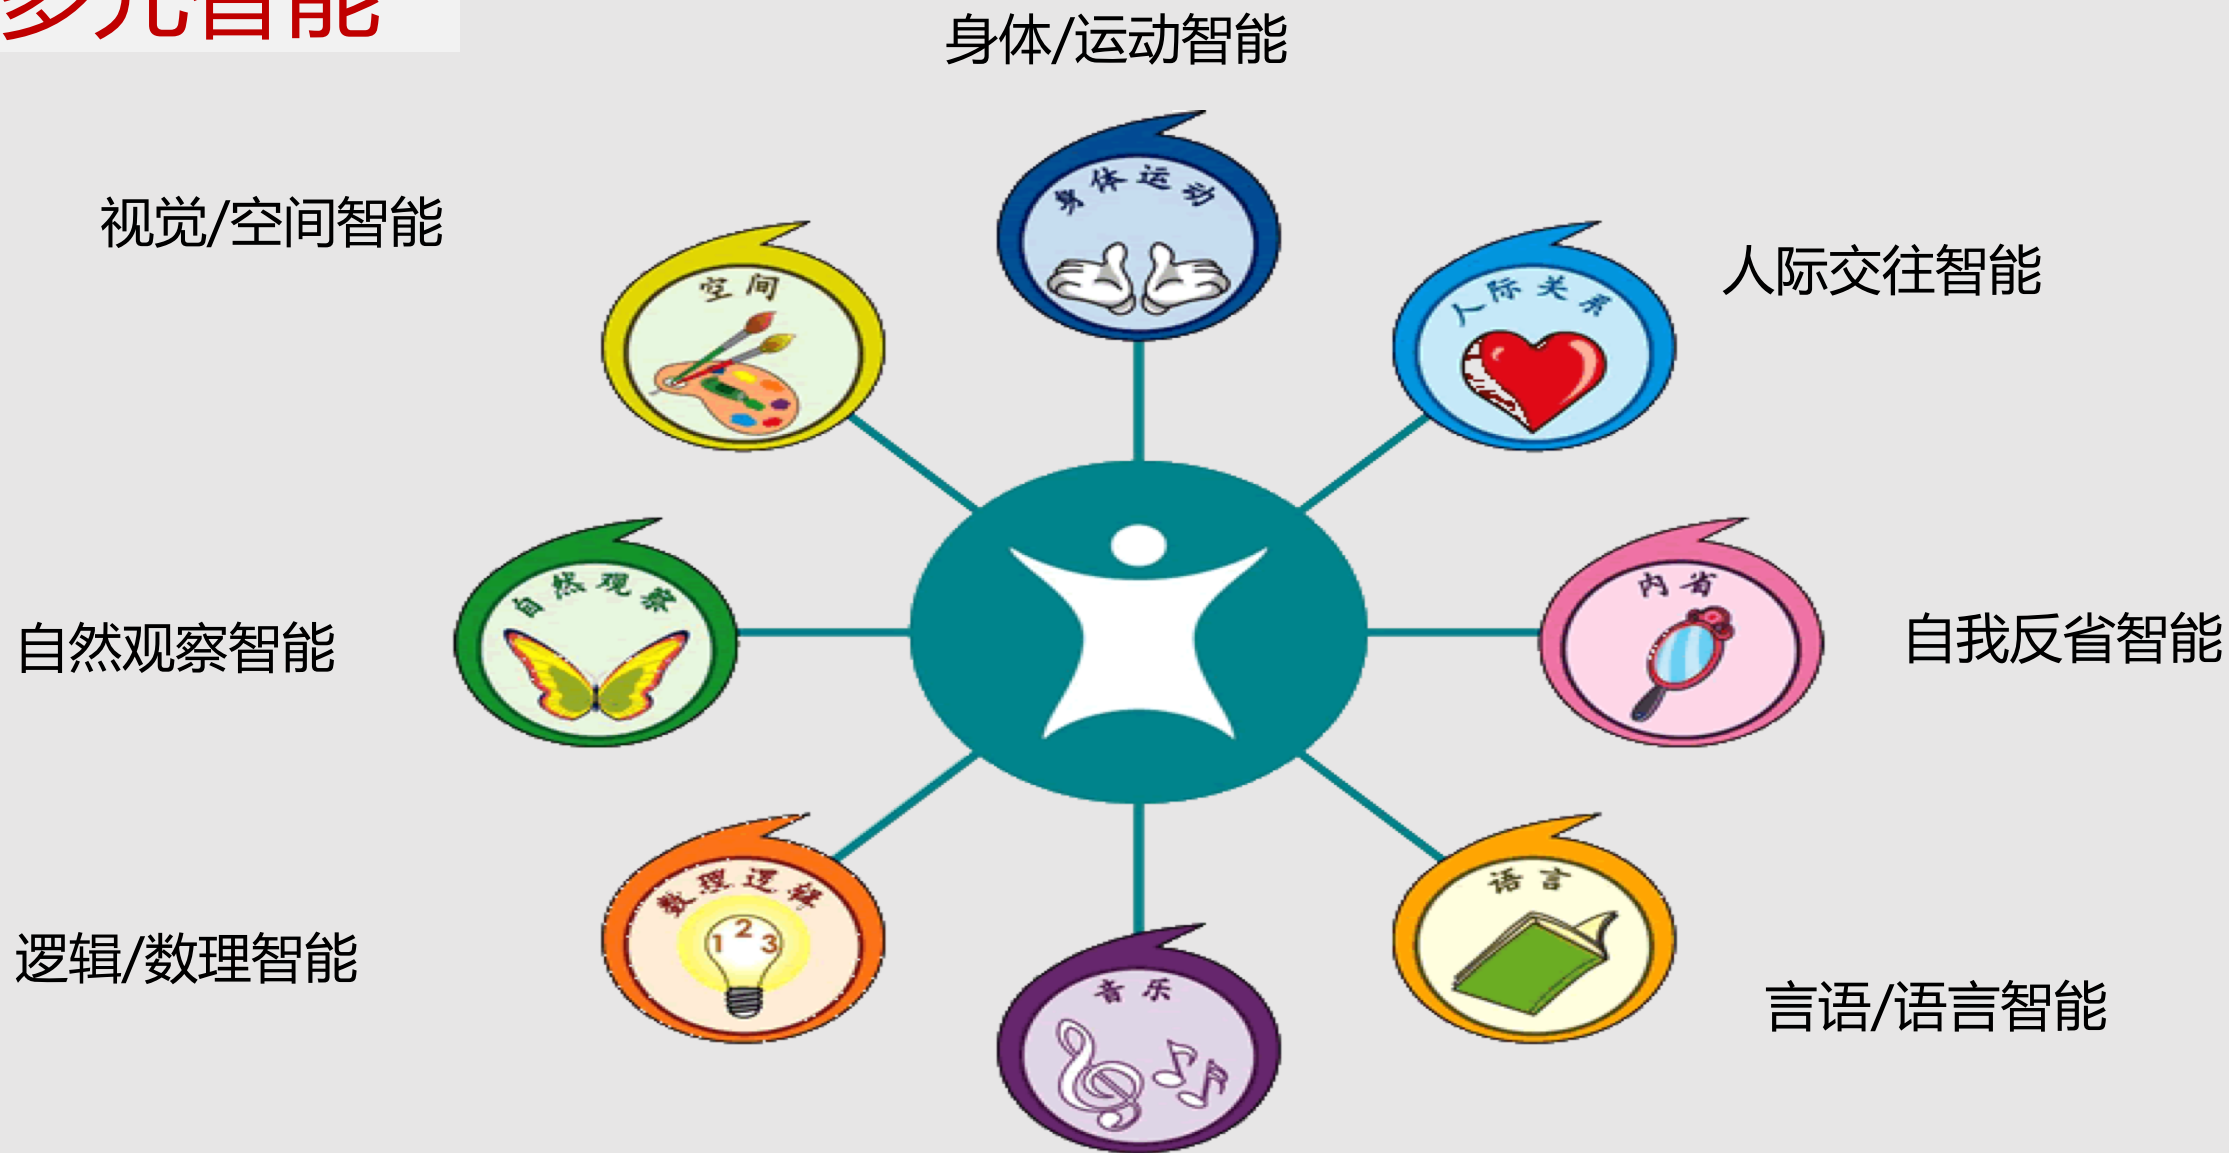 多元智能
身体/运动智能
身体运动
视觉/空间智能
空间
人际关系
人际交往智能
自然观察
内省
自然观察智能
自我反省智能
数理逻辑
1 2 3
语言
逻辑/数理智能
言语/语言智能
音乐